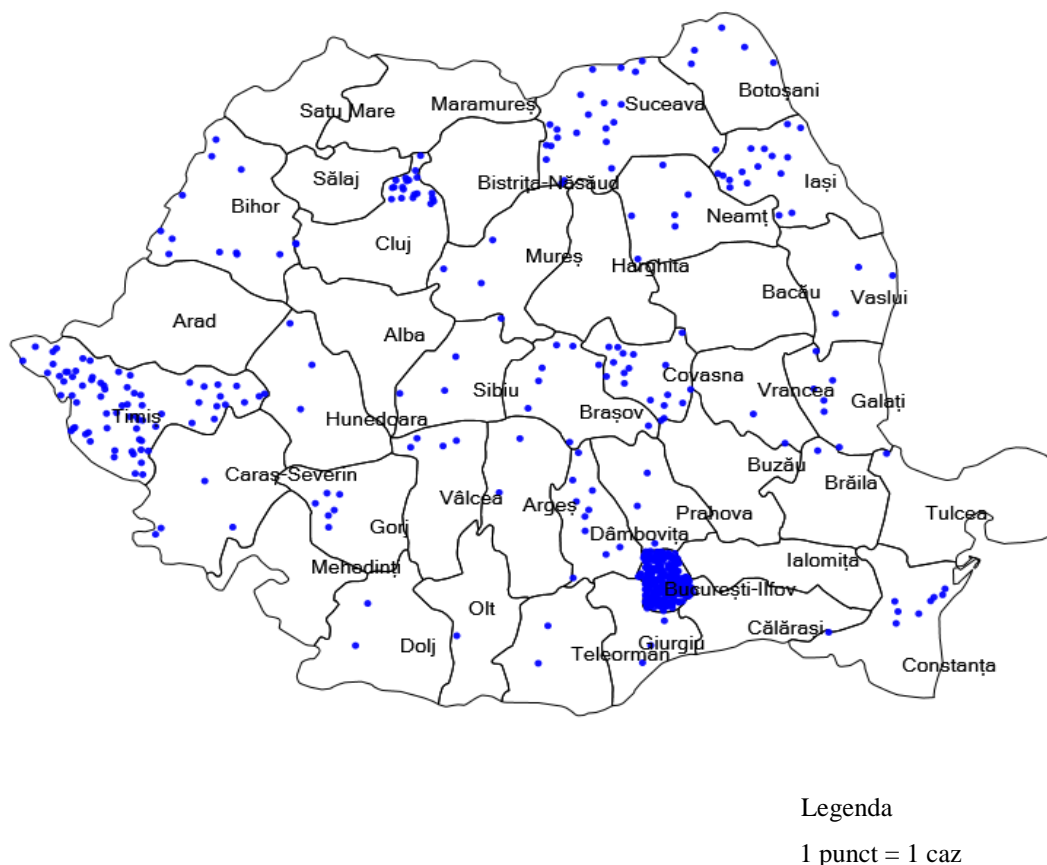 Botoșani
Suceava
Maramureș
Satu Mare
Iași
Sălaj
Bistrița-Năsăud
Bihor
Neamț
Cluj
Mureș
Harghita
Bacău
Vaslui
Arad
Alba
Covasna
Vrancea
Sibiu
Galați
Timiș
Hunedoara
Brașov
Buzău
Caraș-Severin
Brăila
Vâlcea
Argeș
Prahova
Tulcea
Gorj
Dâmbovița
Ialomița
Mehedinți
București-Ilfov
Olt
Călărași
Dolj
Giurgiu
Teleorman
Constanța
Legenda
1 punct = 1 caz